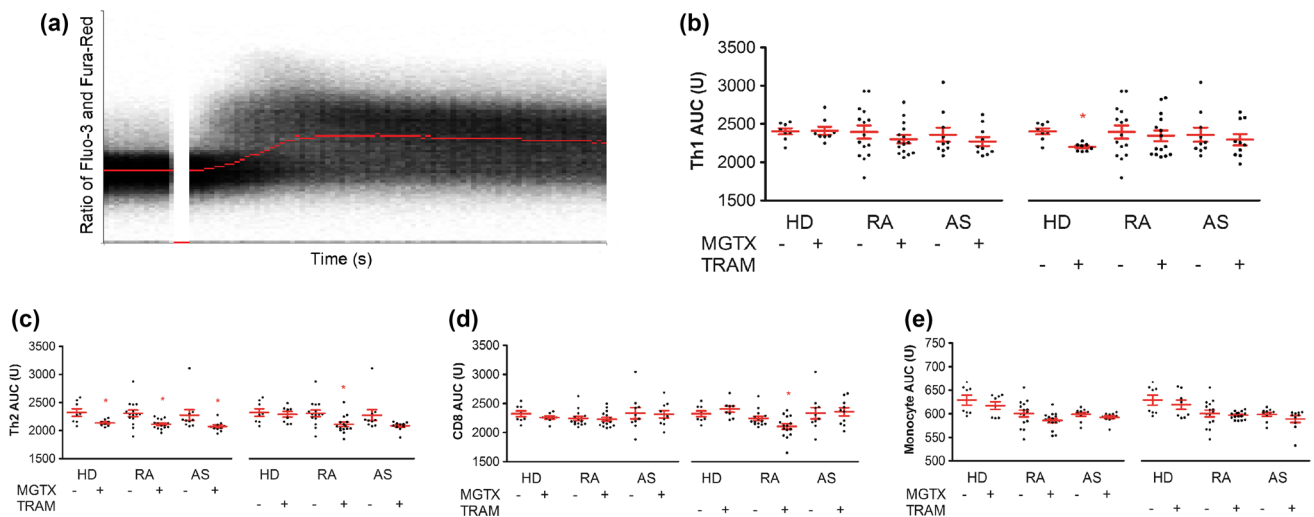 (a)
Ratio of Fluo-3 and Fura-Red
Time (s)
(b)
Th1 AUC (U)
3500
3000
2500
2000
1500
*
HD RA AS HD RA AS
MGTX - + - + - +
TRAM - + - + - +
(c)
Th2 AUC (U)
3500
3000
2500
2000
1500
* * * *
HD RA AS HD RA AS
MGTX - + - + - +
TRAM - + - + - +
(d)
CD8 AUC (U)
3500
3000
2500
2000
1500
*
HD RA AS HD RA AS
MGTX - + - + - +
TRAM - + - + - +
(e)
Monocyte AUC (U)
750
700
650
600
550
500
HD RA AS HD RA AS
MGTX - + - + - +
TRAM - + - + - +